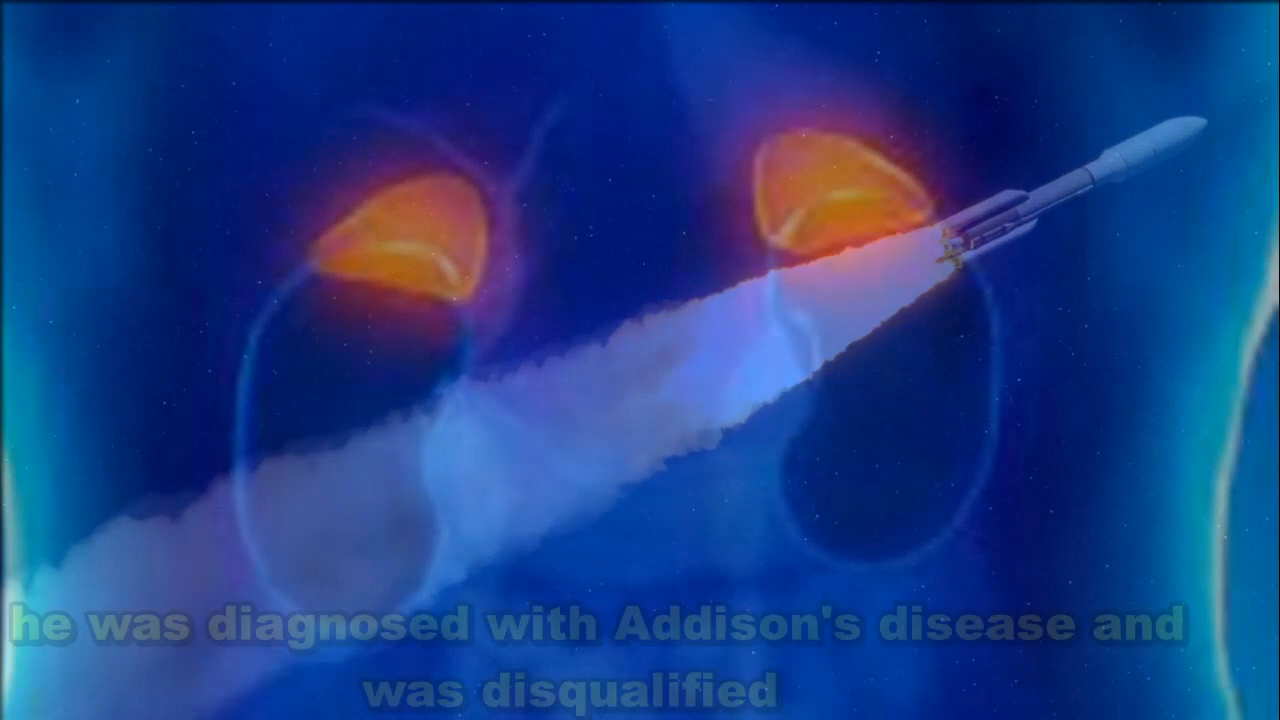 he was diagnosed with Addison's disease and
was disqualified